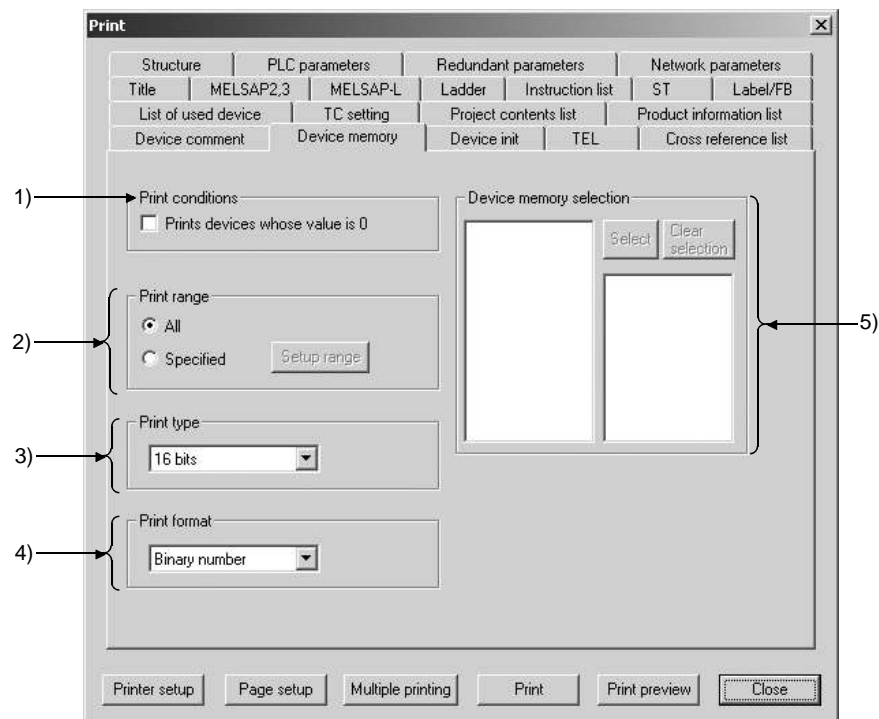 Print
Structure PLC parameters Redundant parameters Network parameters
Title MELSAP2,3 MELSAP-L Ladder Instruction list ST Label/FB
List of used device TC setting Project contents list Product information list
Device comment Device memory Device init TEL Cross reference list
1)
Print conditions
Prints devices whose value is 0
2)
Print range
All
Specified Setup range
3)
Print type
16 bits
4)
Print format
Binary number
Device memory selection
Select
Clear
selection
5)
Printer setup Page setup Multiple printing Print Print preview Close